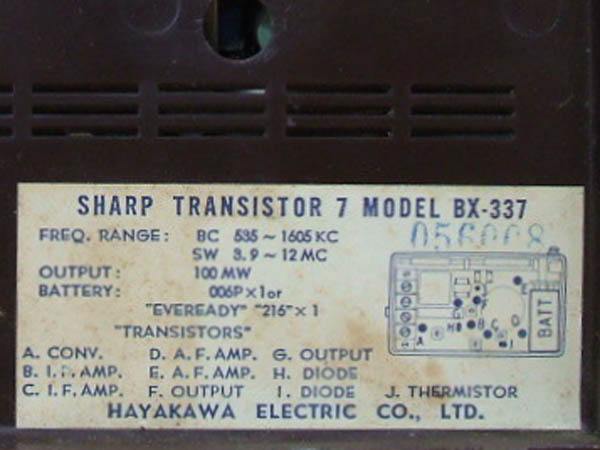 SHARP TRANSISTOR 7 MODEL BX-337
FREQ. RANGE: BC 535~1605 KC
SW 3.9~12 MC
OUTPUT: 100 MW
BATTERY: 006P×1 or
"EVEREADY" "216"×1
"TRANSISTORS"
A. CONV. D. A.F. AMP. G. OUTPUT
B. I.F. AMP. E. A.F. AMP. H. DIODE
C. I.F. AMP. F. OUTPUT I. DIODE J. THERMISTOR
HAYAKAWA ELECTRIC CO., LTD.
BATT